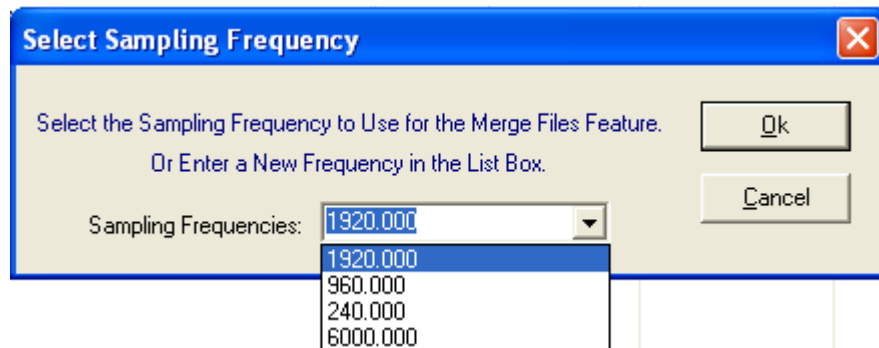 Select Sampling Frequency
Select the Sampling Frequency to Use for the Merge Files Feature.
Or Enter a New Frequency in the List Box.
Ok
Cancel
Sampling Frequencies: 1920.000
1920.000
960.000
240.000
6000.000